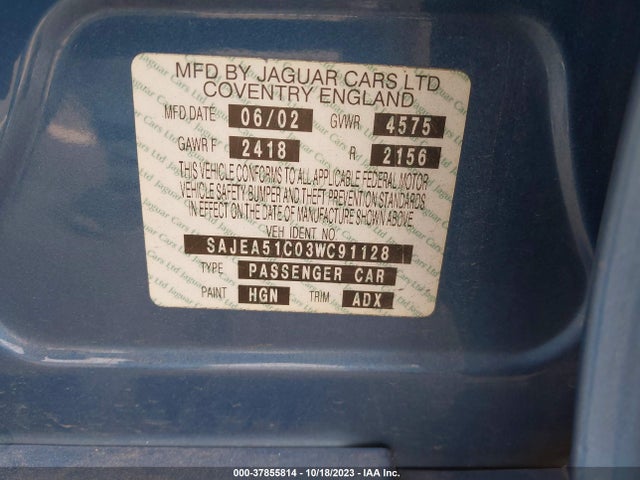 MFD BY JAGUAR CARS LTD
COVENTRY ENGLAND
MFD DATE 06/02 GVWR 4575
GAWR F 2418 R 2156
THIS VEHICLE CONFORMS TO ALL APPLICABLE FEDERAL MOTOR
VEHICLE SAFETY BUMPER AND THEFT PREVENTION STANDARDS
IN EFFECT ON THE DATE OF MANUFACTURE SHOWN ABOVE
VEH IDENT NO
SAJEA51C03WC91128
TYPE PASSENGER CAR
PAINT HGN TRIM ADX
000-37855814 - 10/18/2023 - IAA Inc.